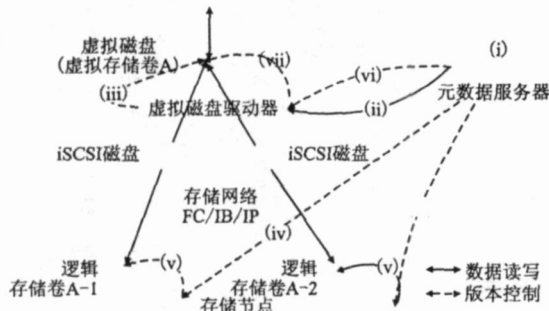 虚拟磁盘
(虚拟存储卷A)
(vii)
(i)
(iii)
虚拟磁盘驱动器
(vi)
(ii)
元数据服务器
iSCSI磁盘
iSCSI磁盘
存储网络
FC/IB/IP
(iv)
逻辑
存储卷A-1
(v)
存储节点
逻辑
存储卷A-2
(v)
数据读写
版本控制